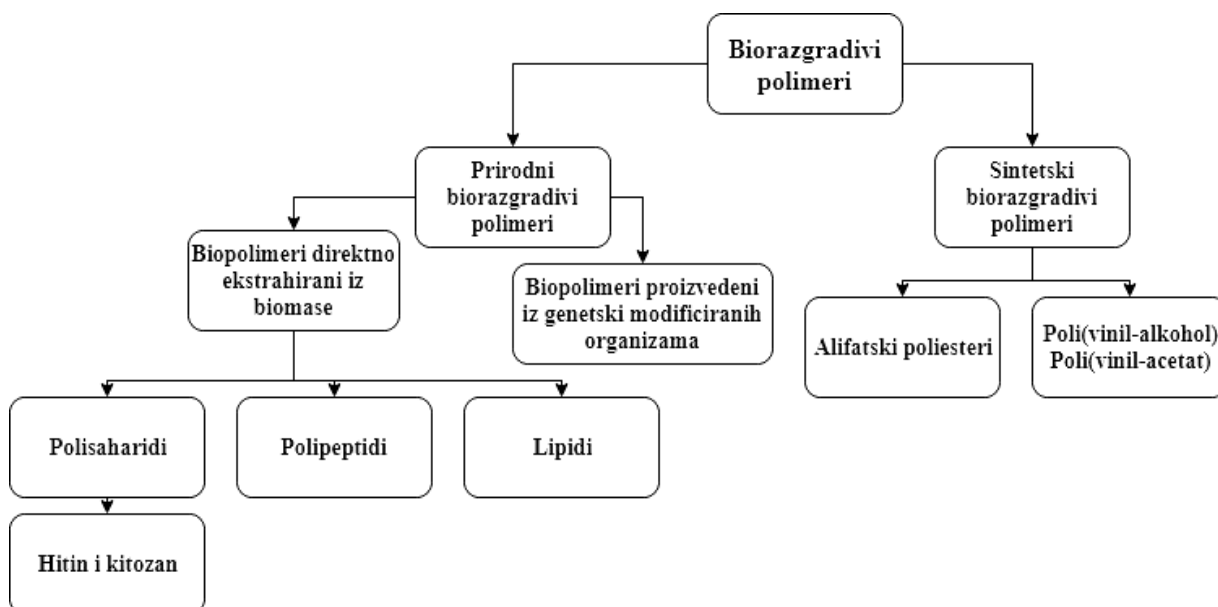 Biorazgradivi
polimeri
Prirodni
biorazgradivi
polimeri
Sintetski
biorazgradivi
polimeri
Biopolimeri direktno
ekstrahirani iz
biomase
Biopolimeri proizvedeni
iz genetski modificiranih
organizama
Alifatski poliesteri
Poli(vinil-alkohol)
Poli(vinil-acetat)
Polisaharidi
Polipeptidi
Lipidi
Hitin i kitozan